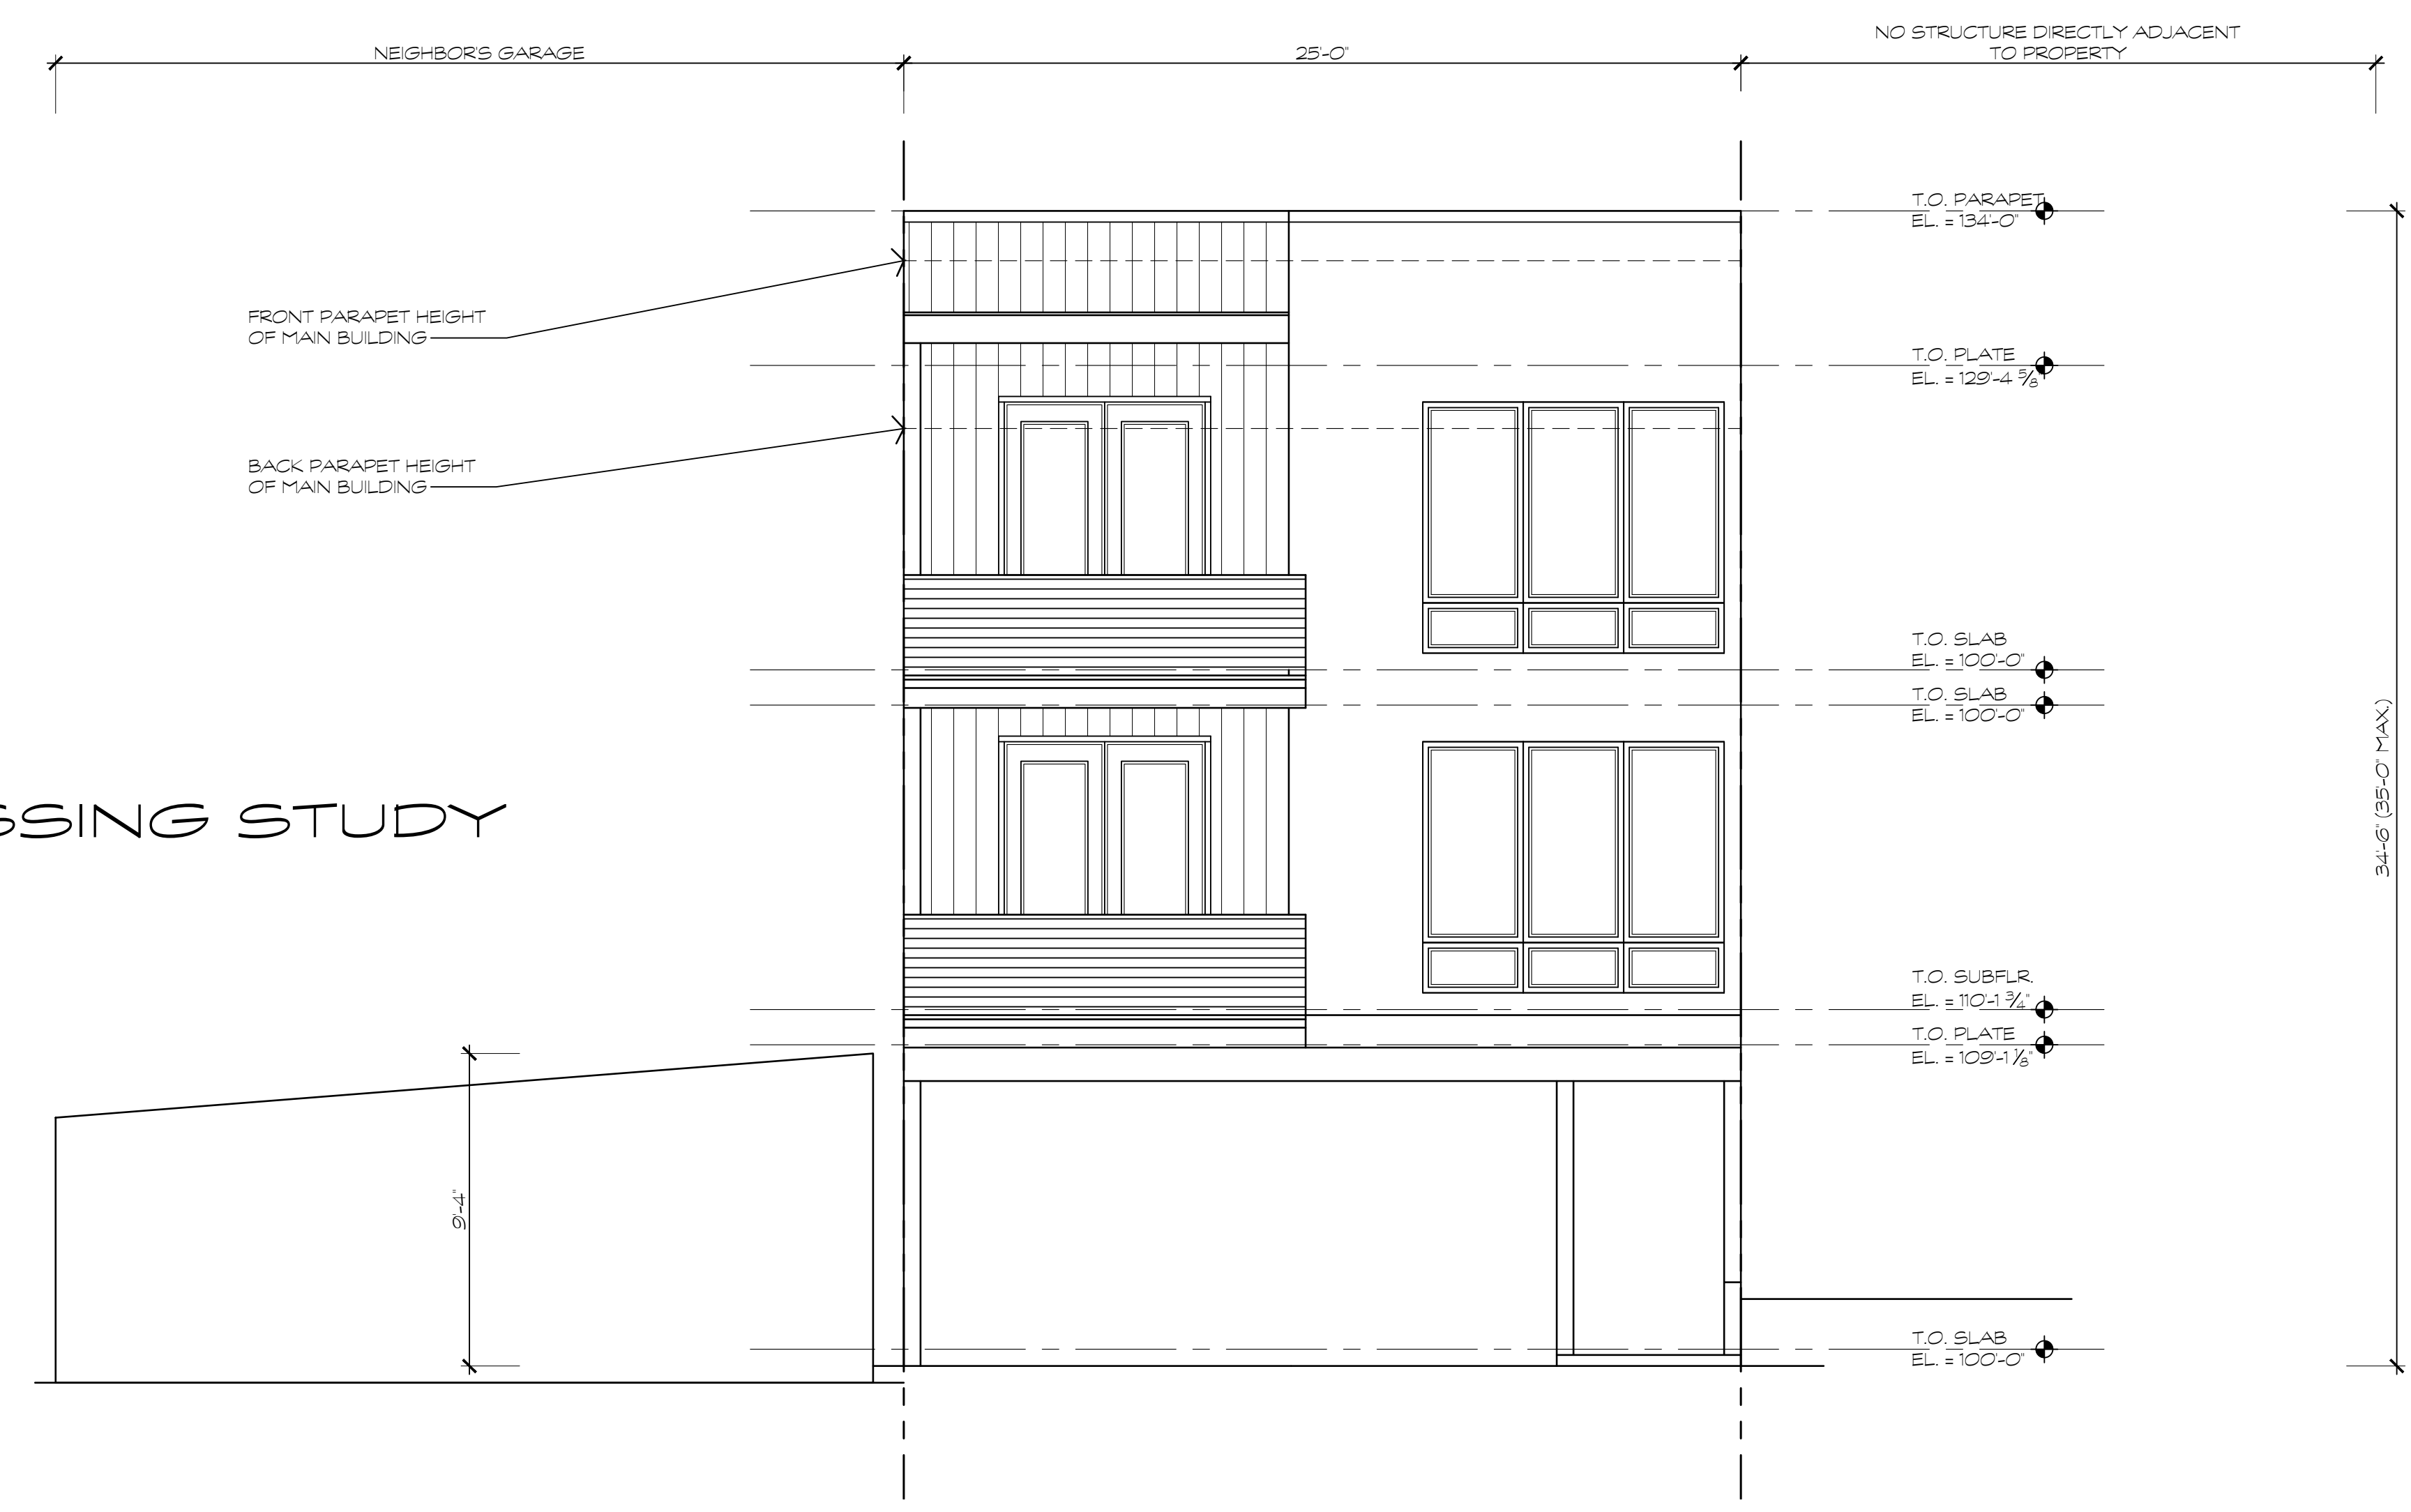 NO STRUCTURE DIRECTLY ADJACENT
TO PROPERTY
NEIGHBOR'S GARAGE
25'-0"
T.O. PARAPET
EL. = 134'-0"
FRONT PARAPET HEIGHT
OF MAIN BUILDING
T.O. PLATE
EL. = 129'-4 5/8"
BACK PARAPET HEIGHT
OF MAIN BUILDING
T.O. SLAB
EL. = 100'-0"
T.O. SLAB
EL. = 100'-0"
34'-6" (35'-0" MAX.)
SSING STUDY
T.O. SUBFLR.
EL. = 110'-1 3/4"
T.O. PLATE
EL. = 109'-1 1/8"
9'-4"
T.O. SLAB
EL. = 100'-0"